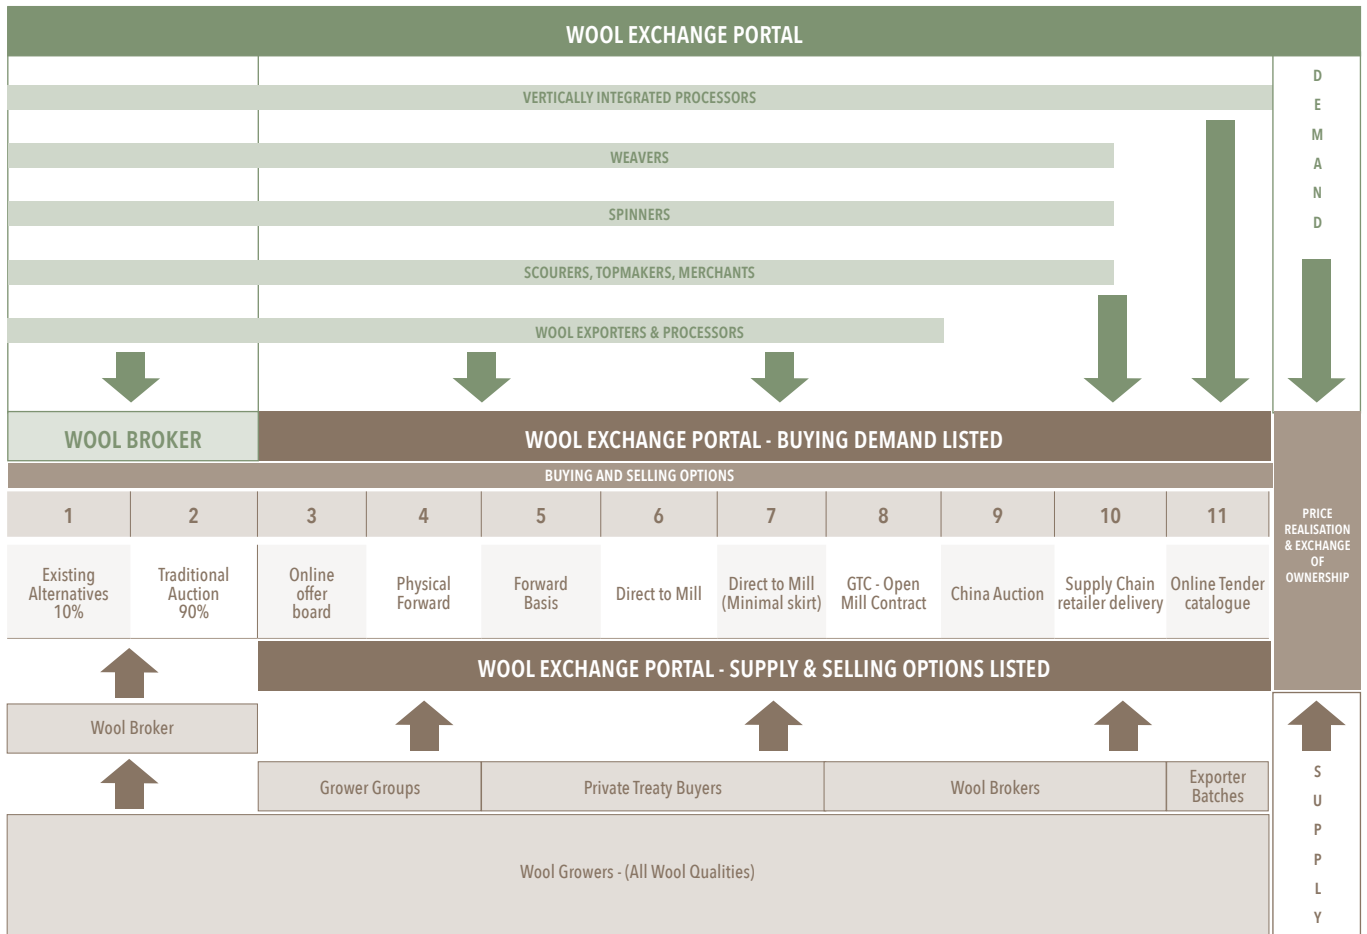 WOOL EXCHANGE PORTAL
D
E
M
A
N
D
VERTICALLY INTEGRATED PROCESSORS
WEAVERS
SPINNERS
SCOURERS, TOPMAKERS, MERCHANTS
WOOL EXPORTERS & PROCESSORS
WOOL BROKER
WOOL EXCHANGE PORTAL - BUYING DEMAND LISTED
BUYING AND SELLING OPTIONS
1
2
3
4
5
6
7
8
9
10
11
Existing
Alternatives
10%
Traditional
Auction
90%
Online
offer
board
Physical
Forward
Forward
Basis
Direct to Mill
Direct to Mill
(Minimal skirt)
GTC - Open
Mill Contract
China Auction
Supply Chain
retailer delivery
Online Tender
catalogue
PRICE
REALISATION
& EXCHANGE
OF
OWNERSHIP
WOOL EXCHANGE PORTAL - SUPPLY & SELLING OPTIONS LISTED
Wool Broker
Grower Groups
Private Treaty Buyers
Wool Brokers
Exporter
Batches
Wool Growers - (All Wool Qualities)
S
U
P
P
L
Y